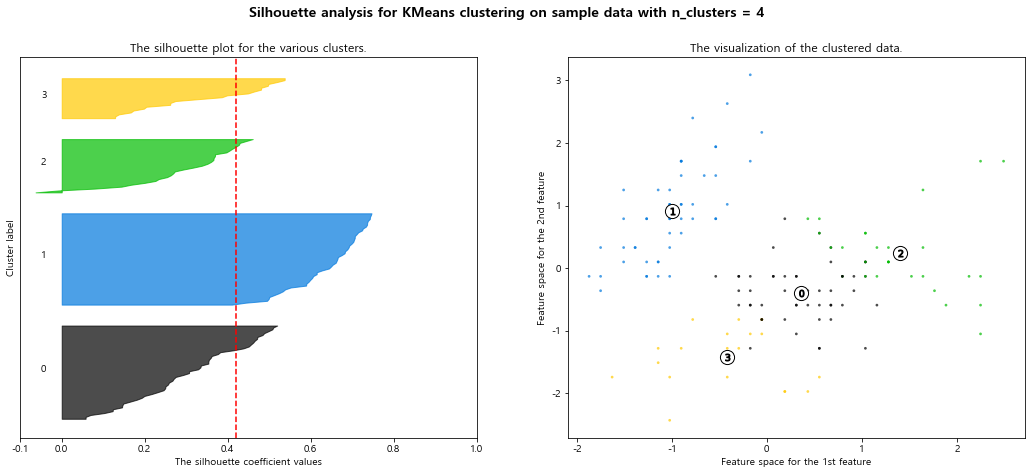 Silhouette analysis for KMeans clustering on sample data with n_clusters = 4
The silhouette plot for the various clusters.
Cluster label
3
2
1
0
-0.1 0.0 0.2 0.4 0.6 0.8 1.0
The silhouette coefficient values
The visualization of the clustered data.
Feature space for the 2nd feature
3
2
1
0
-1
-2
1
2
0
3
-2 -1 0 1 2
Feature space for the 1st feature